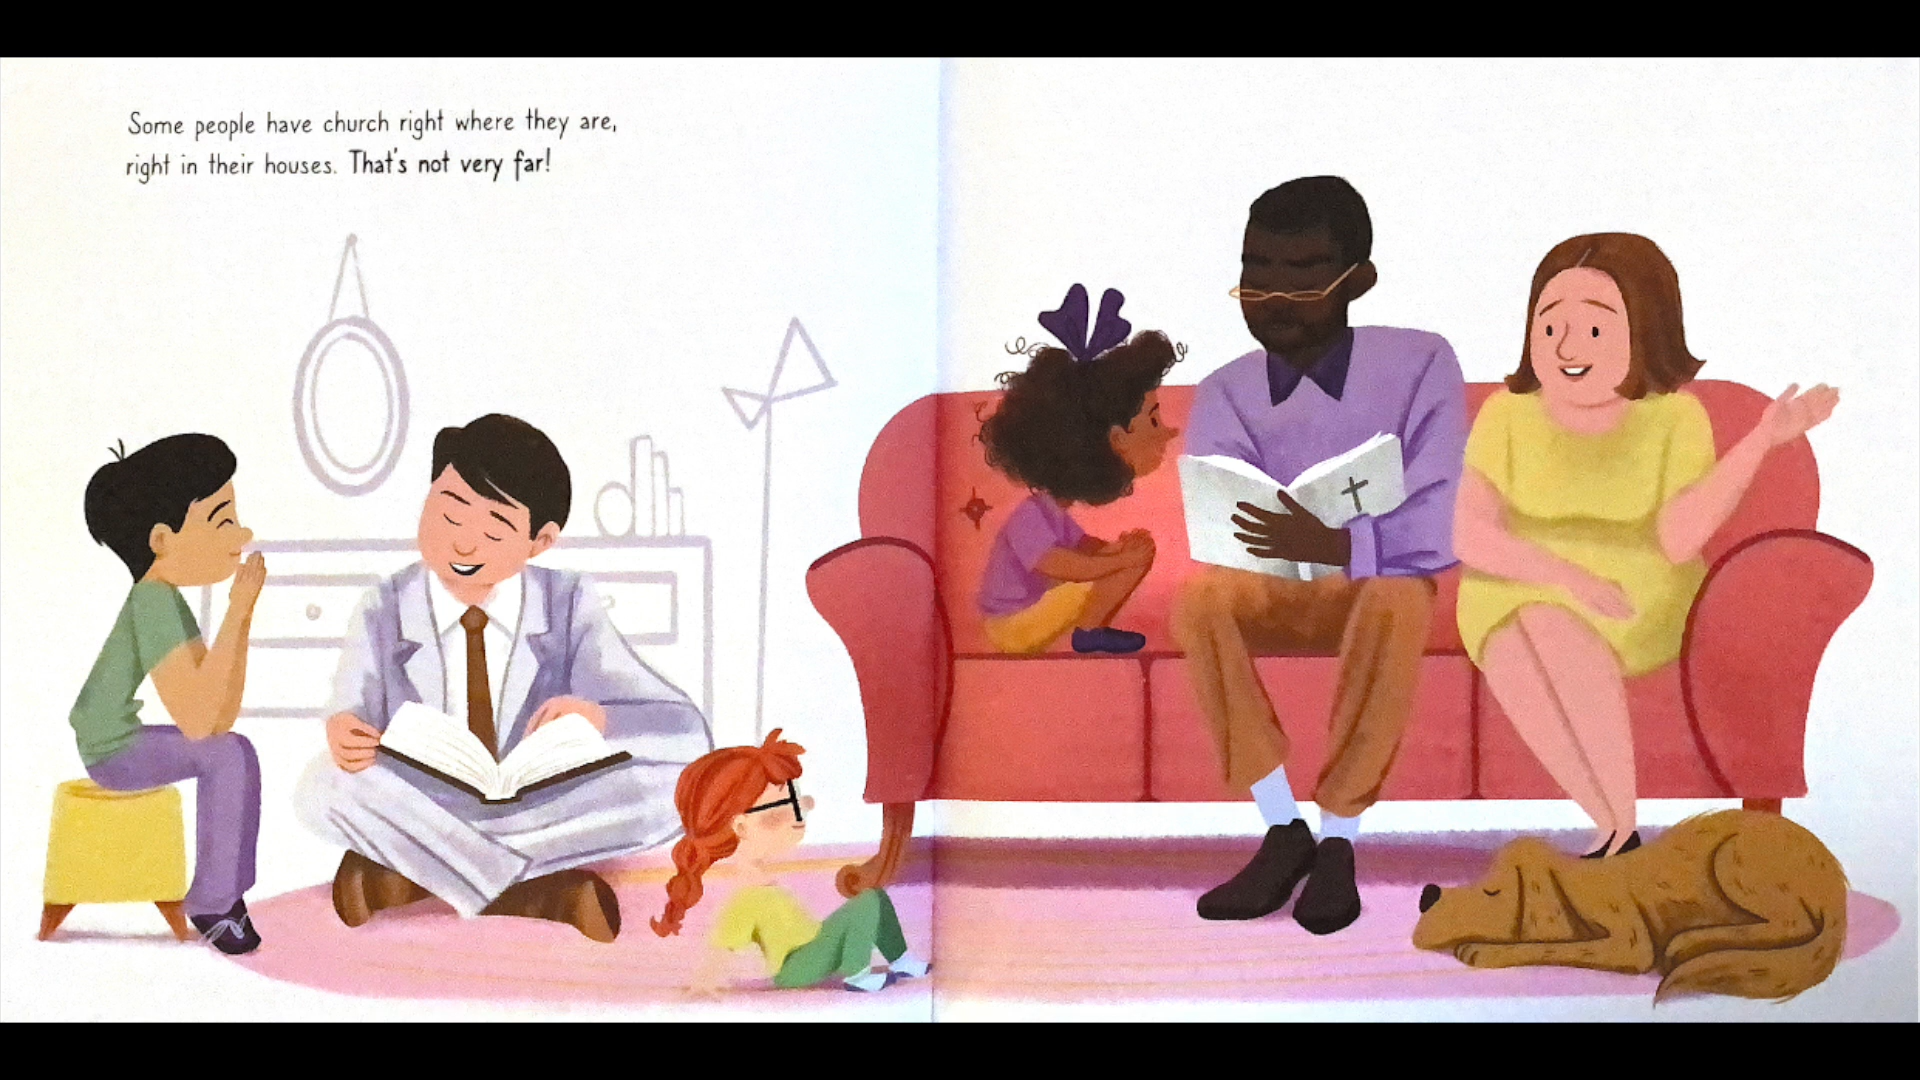 Some people have church right where they are,
right in their houses. That's not very far!